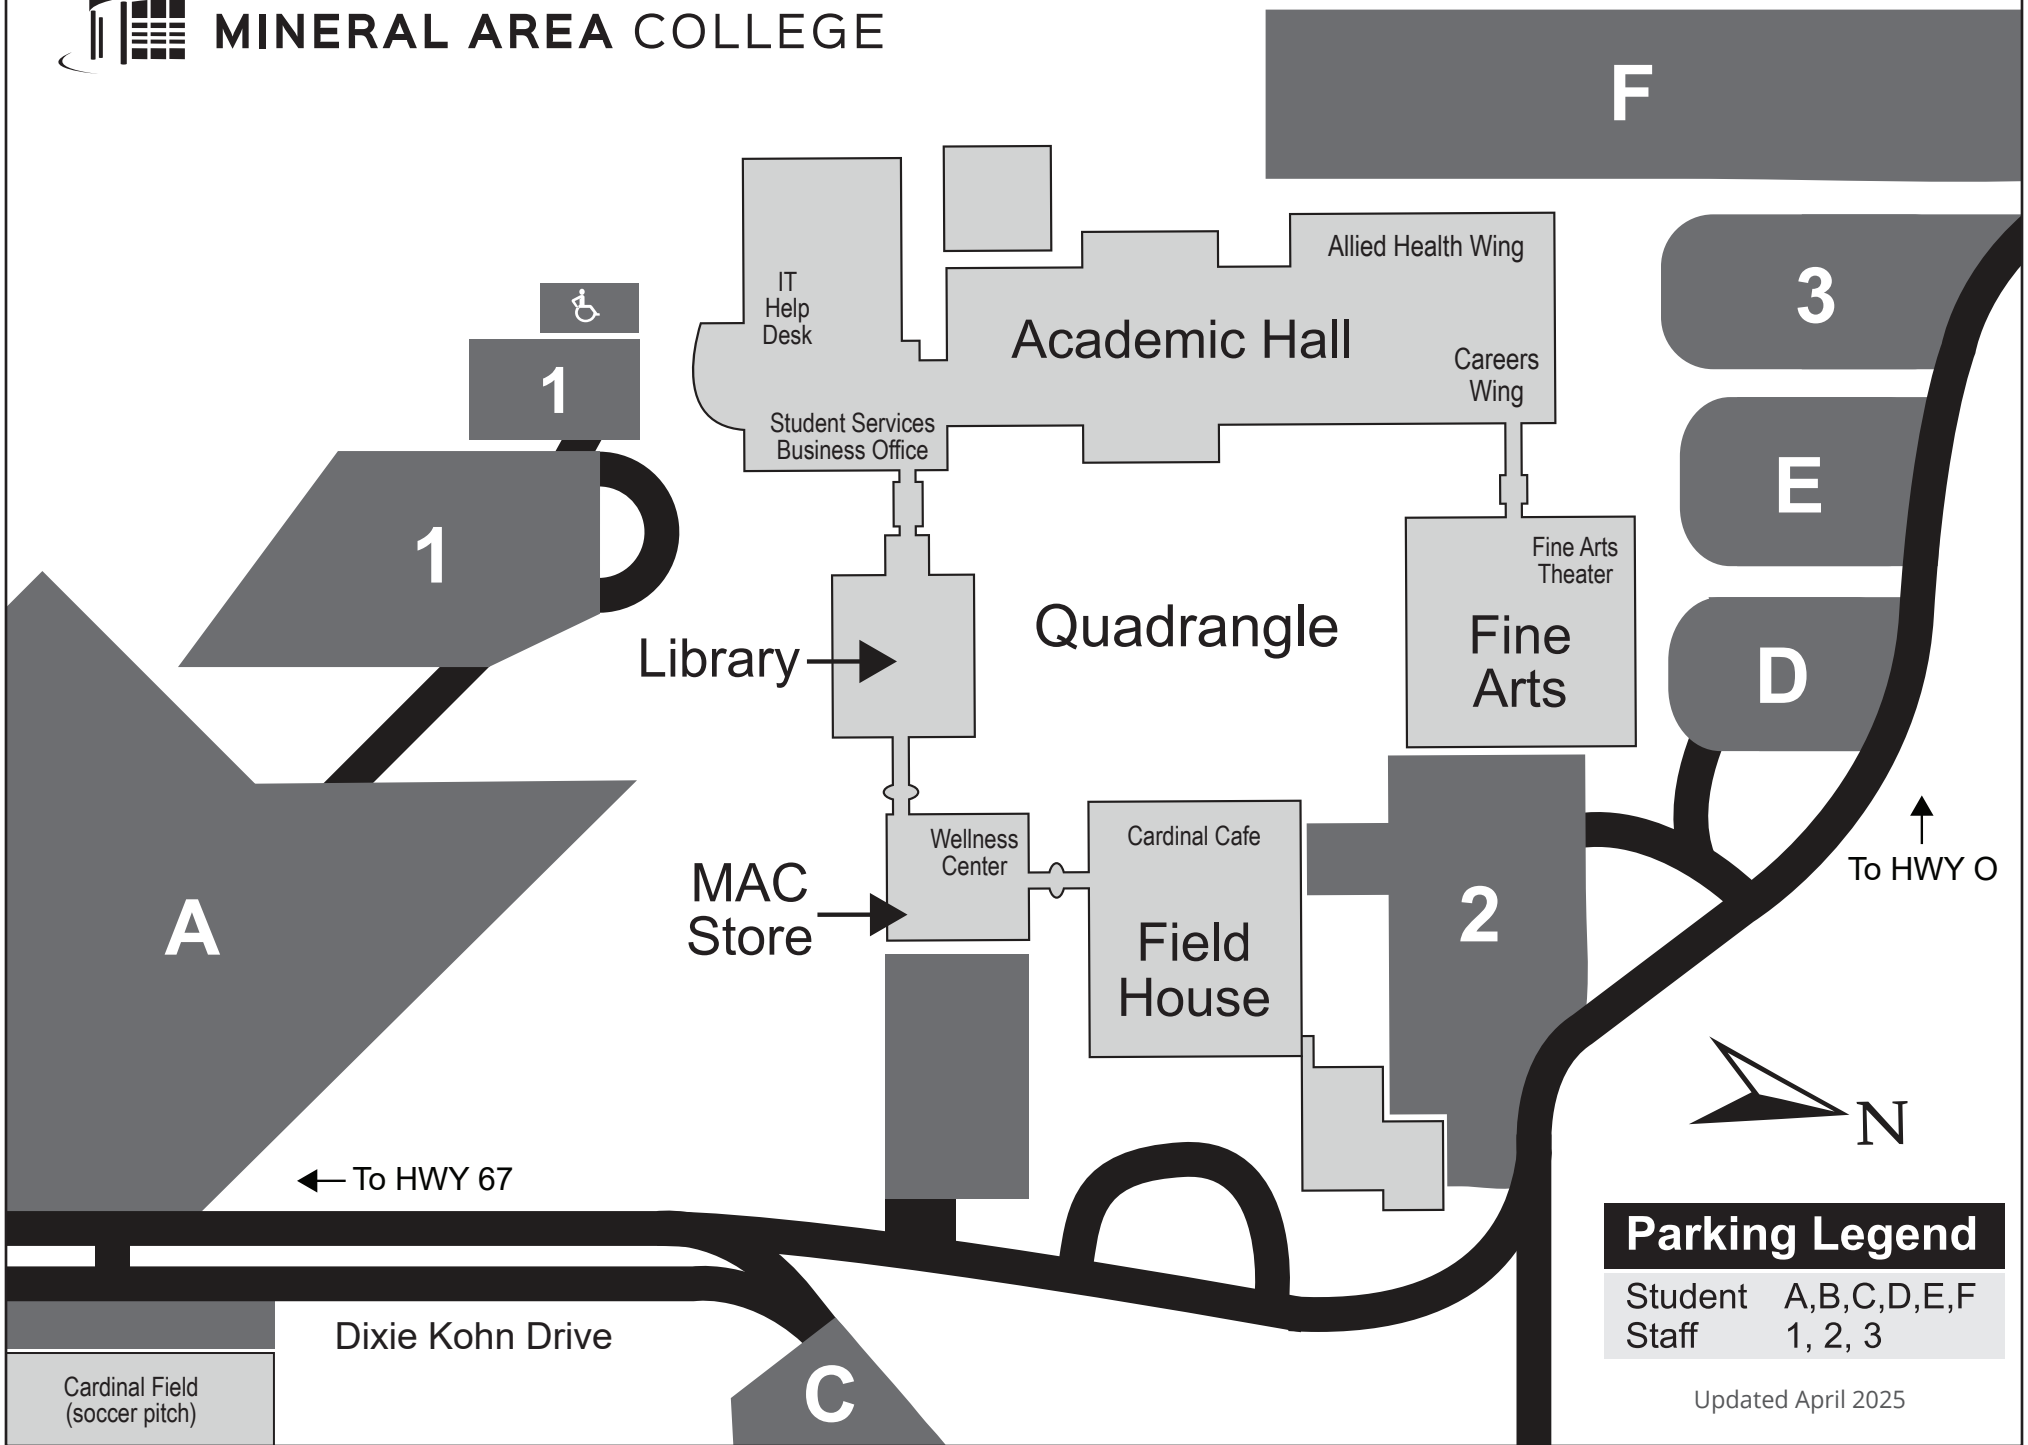 MINERAL AREA COLLEGE
F
Allied Health Wing
3
IT
Help
Desk
Academic Hall
Careers
Wing
1
Student Services
Business Office
E
1
Fine Arts
Theater
Quadrangle
Library
Fine
Arts
D
Wellness
Center
Cardinal Cafe
To HWY O
MAC
Store
A
2
Field
House
N
To HWY 67
Parking Legend
Student A,B,C,D,E,F
Staff 1, 2, 3
Dixie Kohn Drive
Cardinal Field
(soccer pitch)
C
Updated April 2025